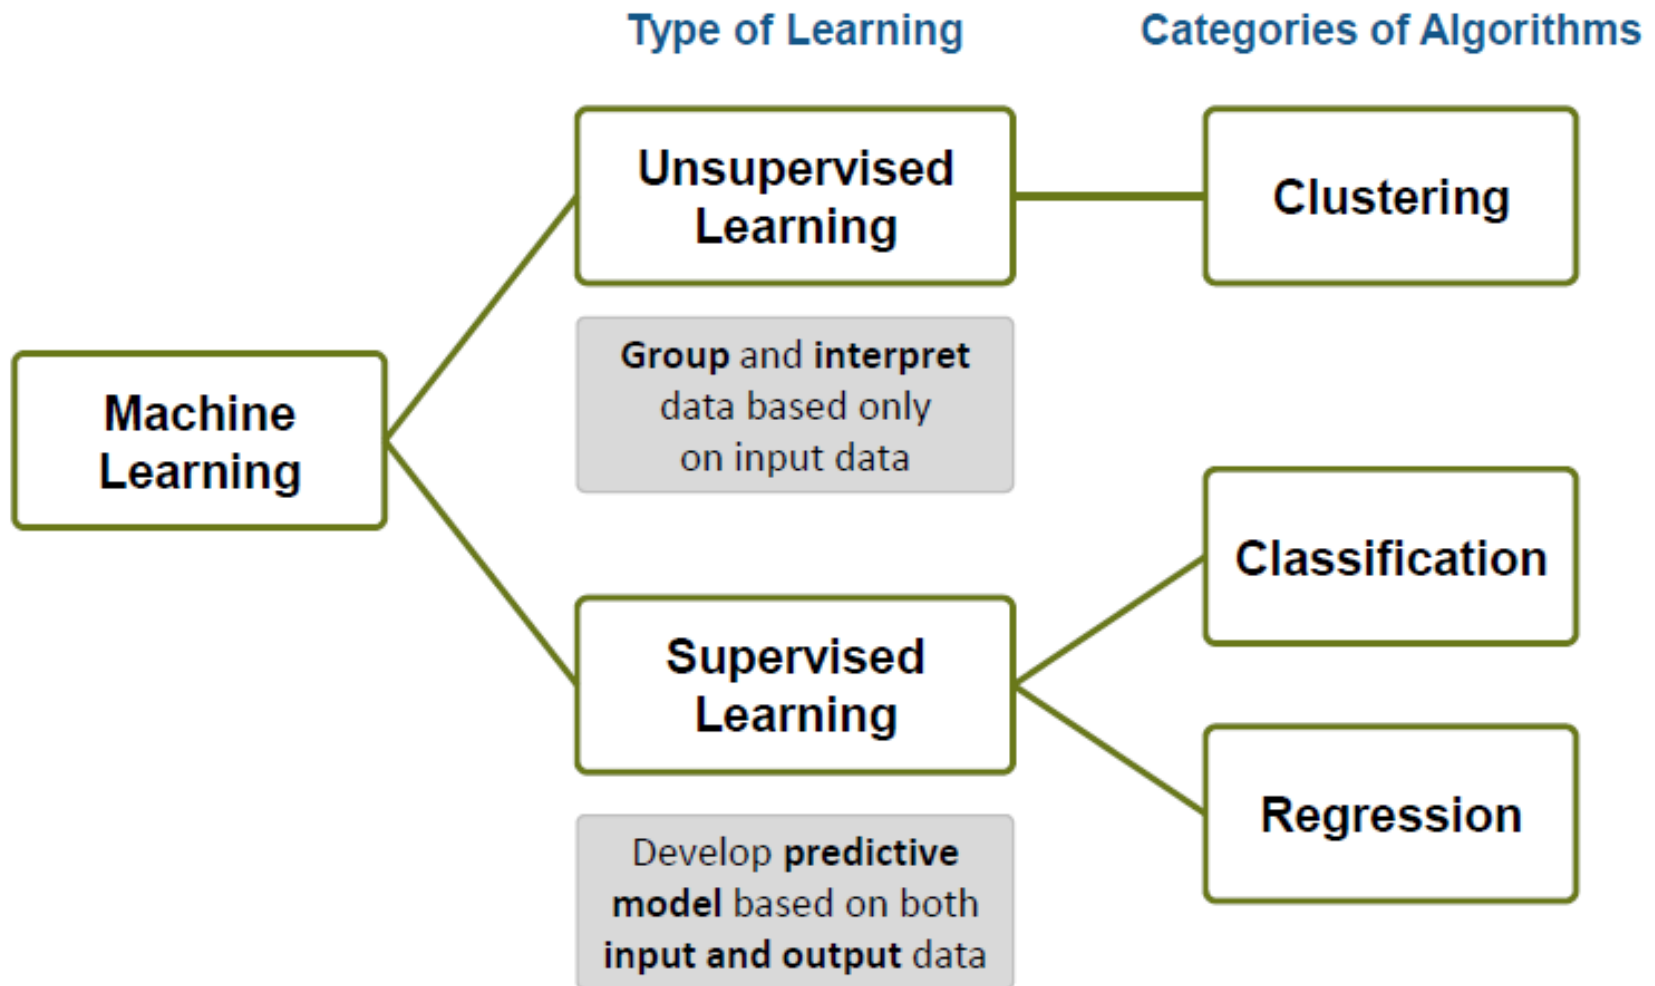 Type of Learning
Categories of Algorithms
Unsupervised
Learning
Clustering
Group and interpret
data based only
on input data
Machine
Learning
Classification
Supervised
Learning
Regression
Develop predictive
model based on both
input and output data